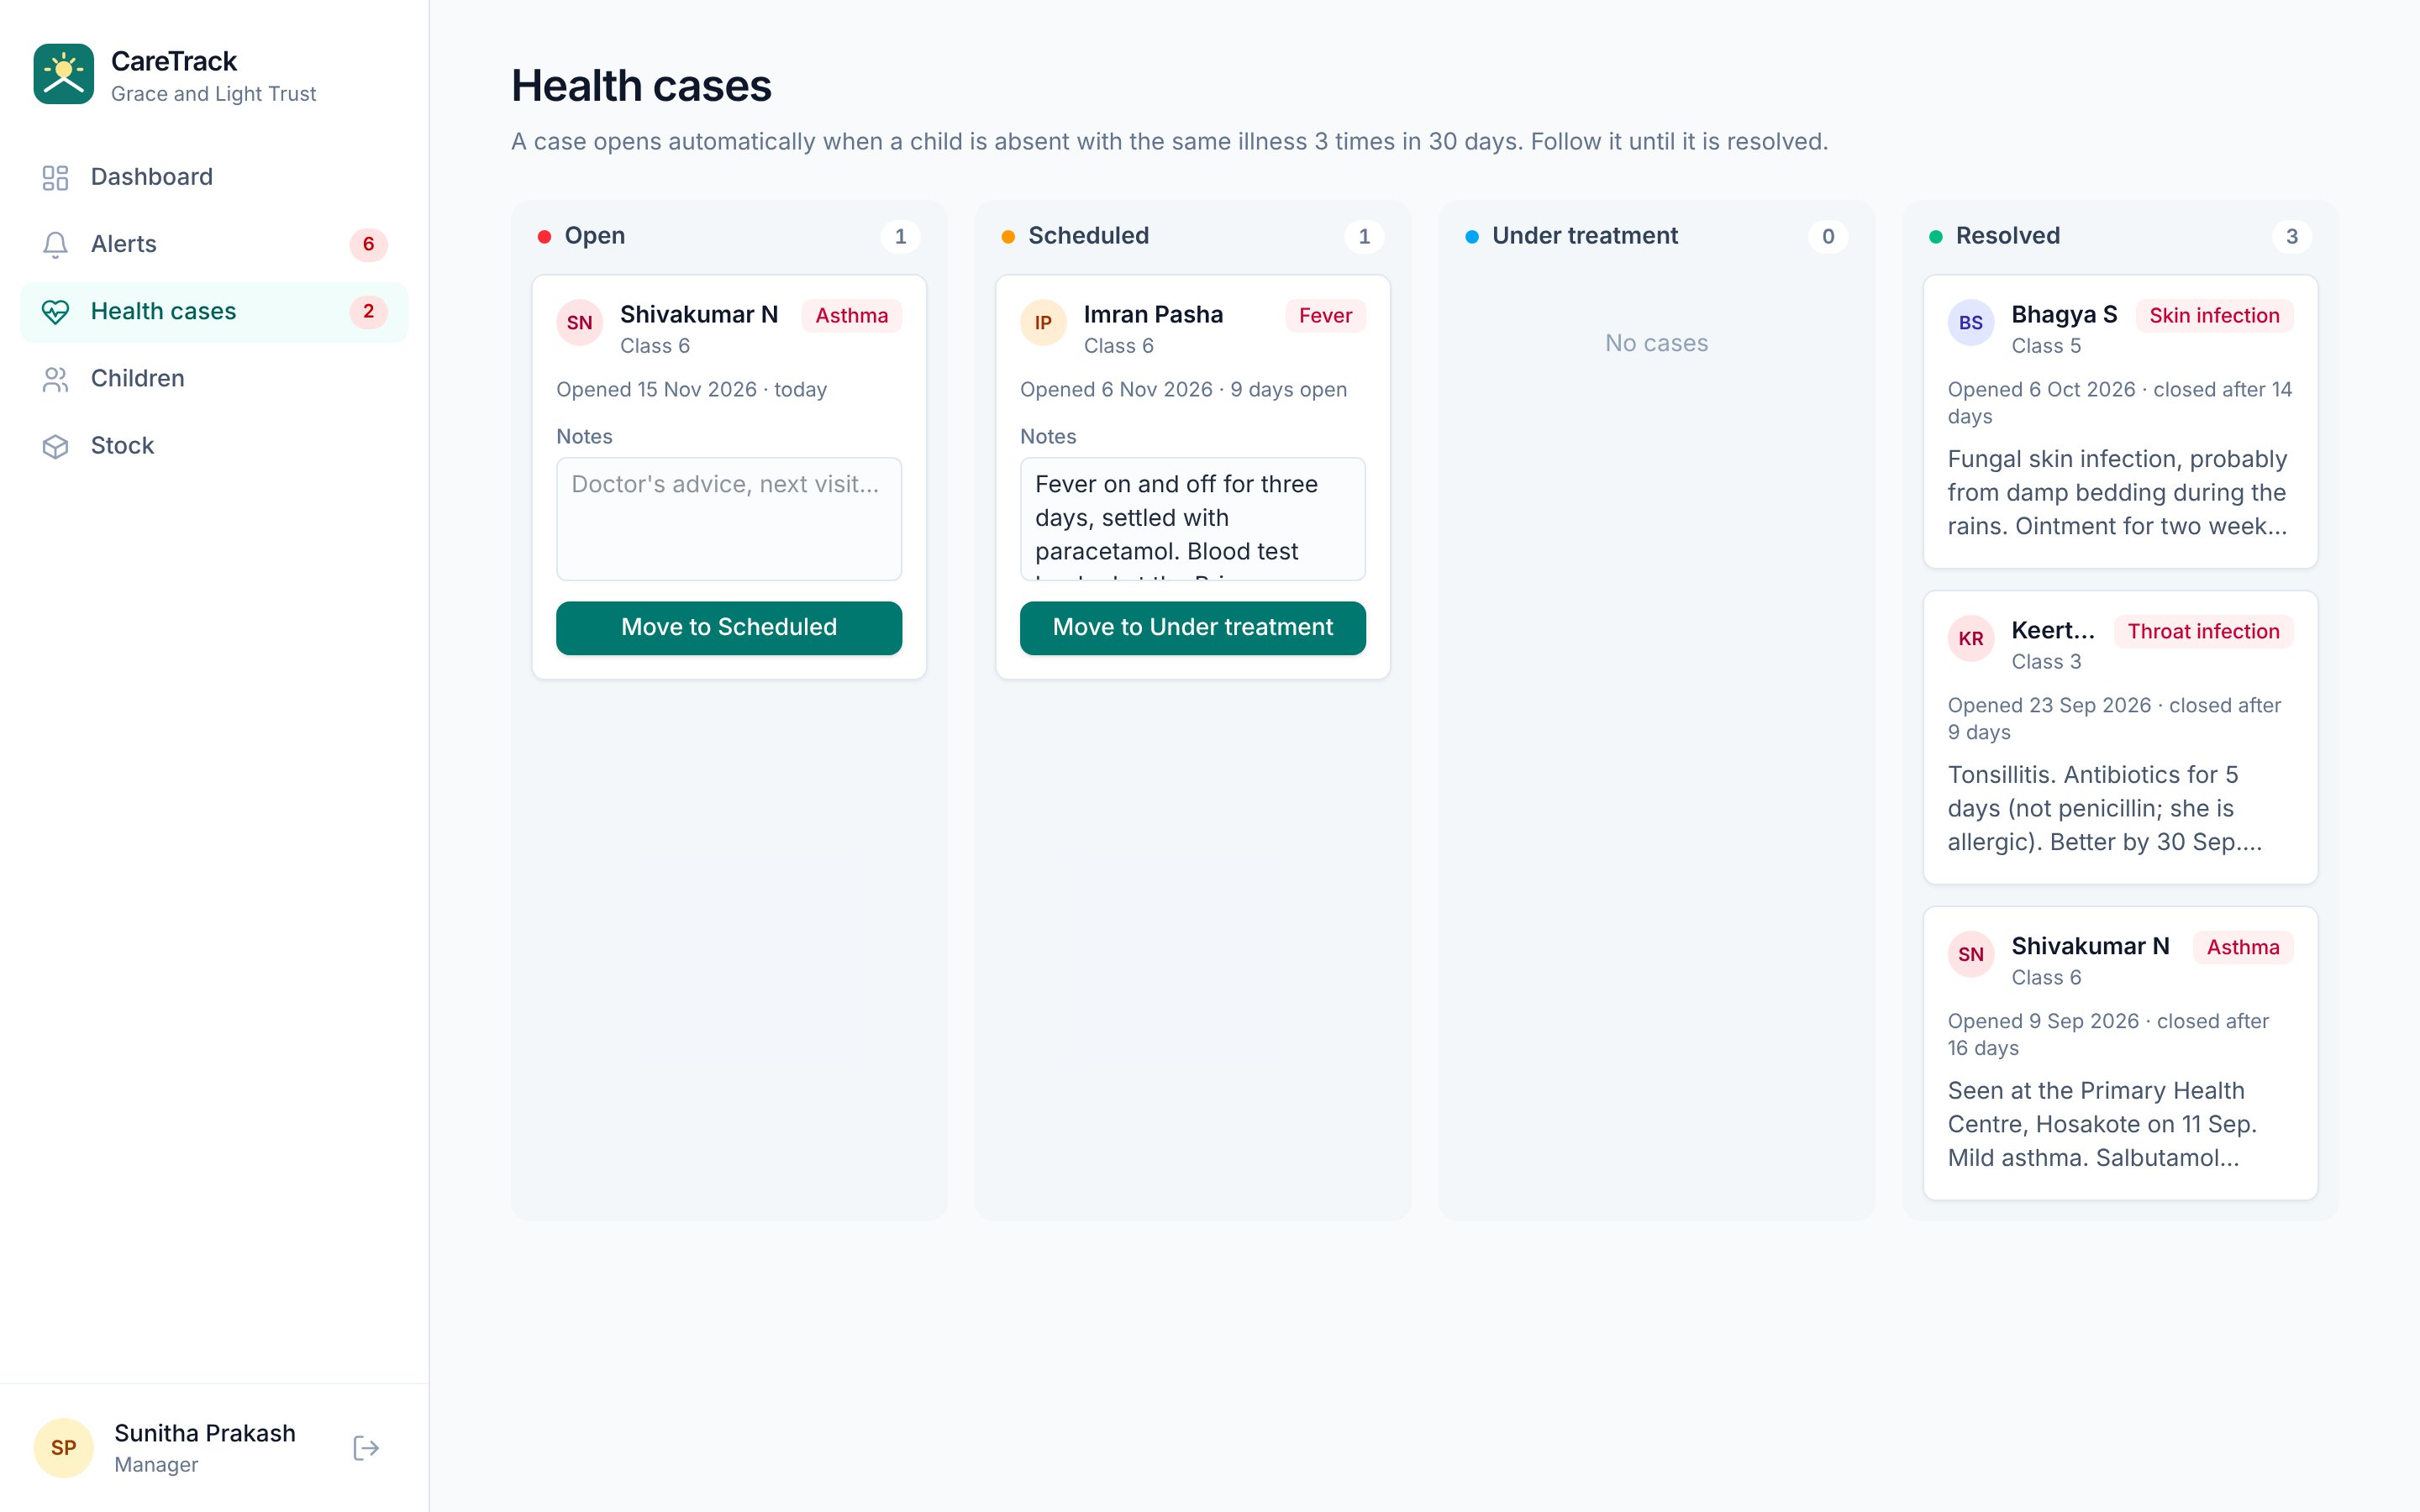 CareTrack
Grace and Light Trust
Dashboard
Alerts
6
Health cases
2
Children
Stock
SP
Sunitha Prakash
Manager
Health cases
A case opens automatically when a child is absent with the same illness 3 times in 30 days. Follow it until it is resolved.
Open
1
SN
Shivakumar N
Asthma
Class 6
Opened 15 Nov 2026 · today
Notes
Doctor's advice, next visit...
Move to Scheduled
Scheduled
1
IP
Imran Pasha
Fever
Class 6
Opened 6 Nov 2026 · 9 days open
Notes
Fever on and off for three
days, settled with
paracetamol. Blood test
Move to Under treatment
Under treatment
0
No cases
Resolved
3
BS
Bhagya S
Skin infection
Class 5
Opened 6 Oct 2026 · closed after 14
days
Fungal skin infection, probably
from damp bedding during the
rains. Ointment for two week...
KR
Keert...
Throat infection
Class 3
Opened 23 Sep 2026 · closed after
9 days
Tonsillitis. Antibiotics for 5
days (not penicillin; she is
allergic). Better by 30 Sep....
SN
Shivakumar N
Asthma
Class 6
Opened 9 Sep 2026 · closed after
16 days
Seen at the Primary Health
Centre, Hosakote on 11 Sep.
Mild asthma. Salbutamol...